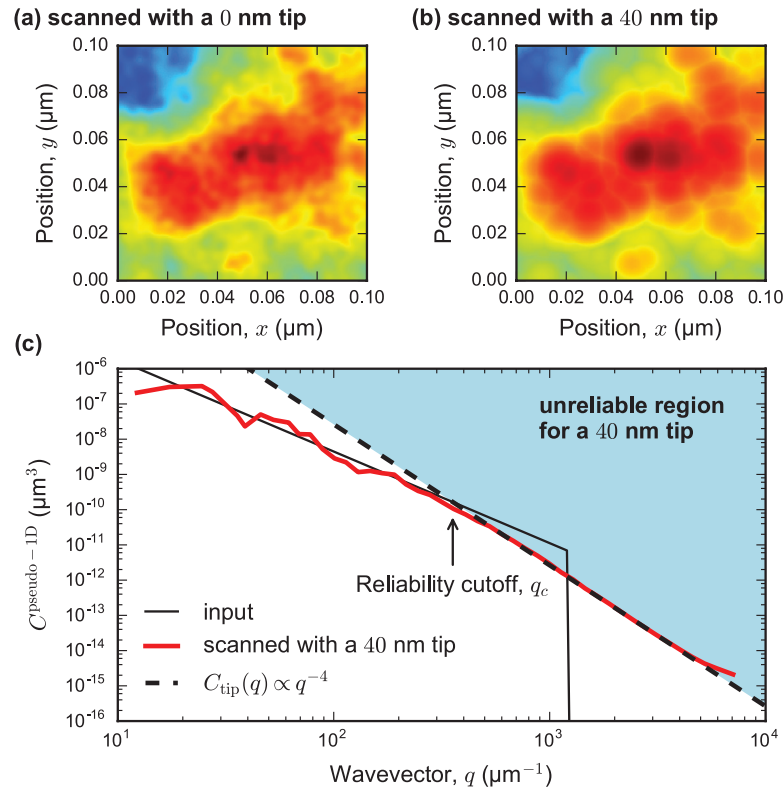 (a) scanned with a 0 nm tip
(b) scanned with a 40 nm tip
0.10
0.08
0.06
0.04
0.02
0.00
Position, y (μm)
0.00 0.02 0.04 0.06 0.08 0.10
Position, x (μm)
0.10
0.08
0.06
0.04
0.02
0.00
Position, y (μm)
0.00 0.02 0.04 0.06 0.08 0.10
Position, x (μm)
(c)
10⁻⁶
10⁻⁷
10⁻⁸
10⁻⁹
10⁻¹⁰
10⁻¹¹
10⁻¹²
10⁻¹³
10⁻¹⁴
10⁻¹⁵
10⁻¹⁶
C^pseudo−1D (μm³)
unreliable region
for a 40 nm tip
Reliability cutoff, q_c
input
scanned with a 40 nm tip
C_tip(q) ∝ q⁻⁴
10¹ 10² 10³ 10⁴
Wavevector, q (μm⁻¹)